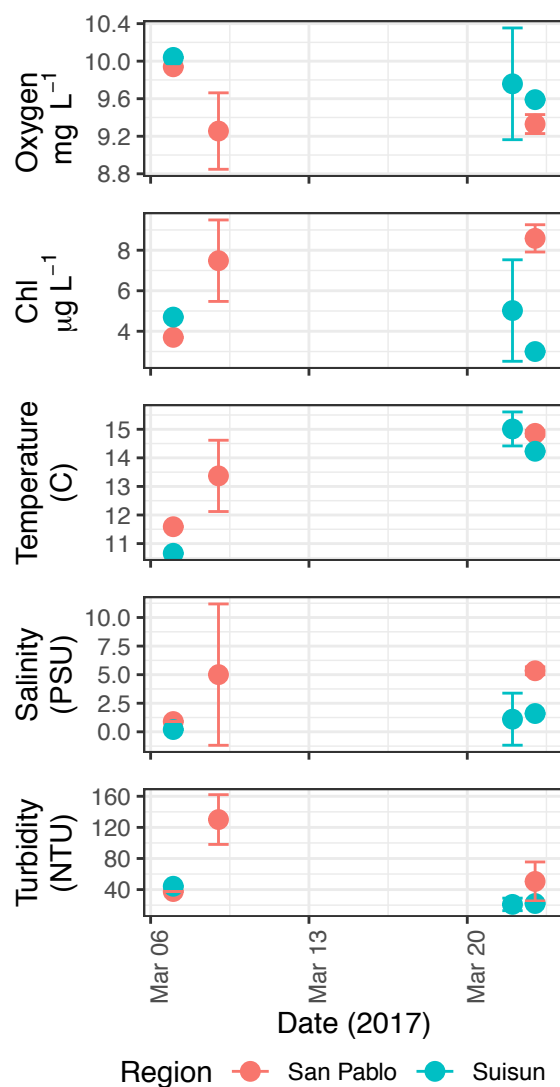 Oxygen
mg L⁻¹
10.4
10.0
9.6
9.2
8.8
Chl
µg L⁻¹
8
6
4
Temperature
(C)
15
14
13
12
11
Salinity
(PSU)
10.0
7.5
5.0
2.5
0.0
Turbidity
(NTU)
160
120
80
40
Mar 06
Mar 13
Mar 20
Date (2017)
Region San Pablo Suisun